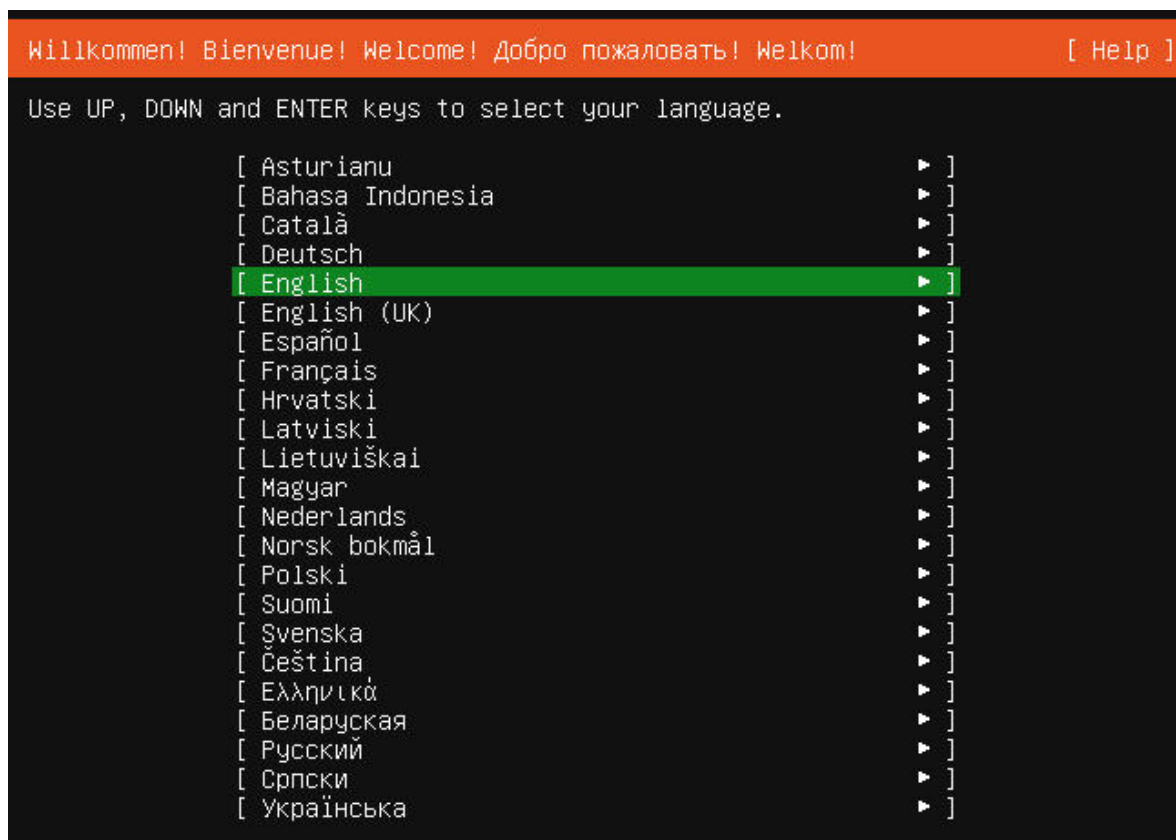 Willkommen! Bienvenue! Welcome! Добро пожаловать! Welkom! [ Help ]
Use UP, DOWN and ENTER keys to select your language.
[ Asturianu ► ]
[ Bahasa Indonesia ► ]
[ Català ► ]
[ Deutsch ► ]
[ English ► ]
[ English (UK) ► ]
[ Español ► ]
[ Français ► ]
[ Hrvatski ► ]
[ Latviski ► ]
[ Lietuviškai ► ]
[ Magyar ► ]
[ Nederlands ► ]
[ Norsk bokmål ► ]
[ Polski ► ]
[ Suomi ► ]
[ Svenska ► ]
[ Čeština ► ]
[ Ελληνικά ► ]
[ Беларуская ► ]
[ Русский ► ]
[ Српски ► ]
[ Українська ► ]